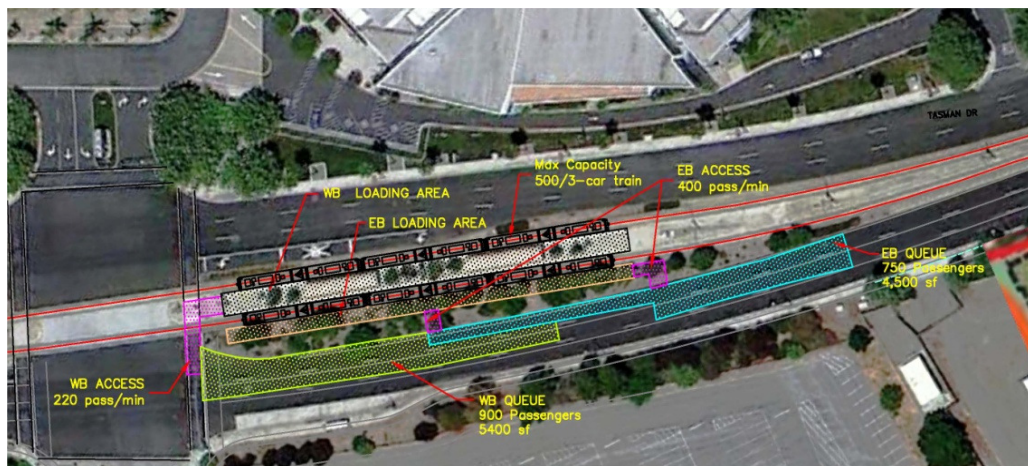 TASMAN DR
Max Capacity
500/3-car train
EB ACCESS
400 pass/min
WB LOADING AREA
EB LOADING AREA
EB QUEUE
750 Passengers
4,500 sf
WB ACCESS
220 pass/min
WB QUEUE
900 Passengers
5400 sf